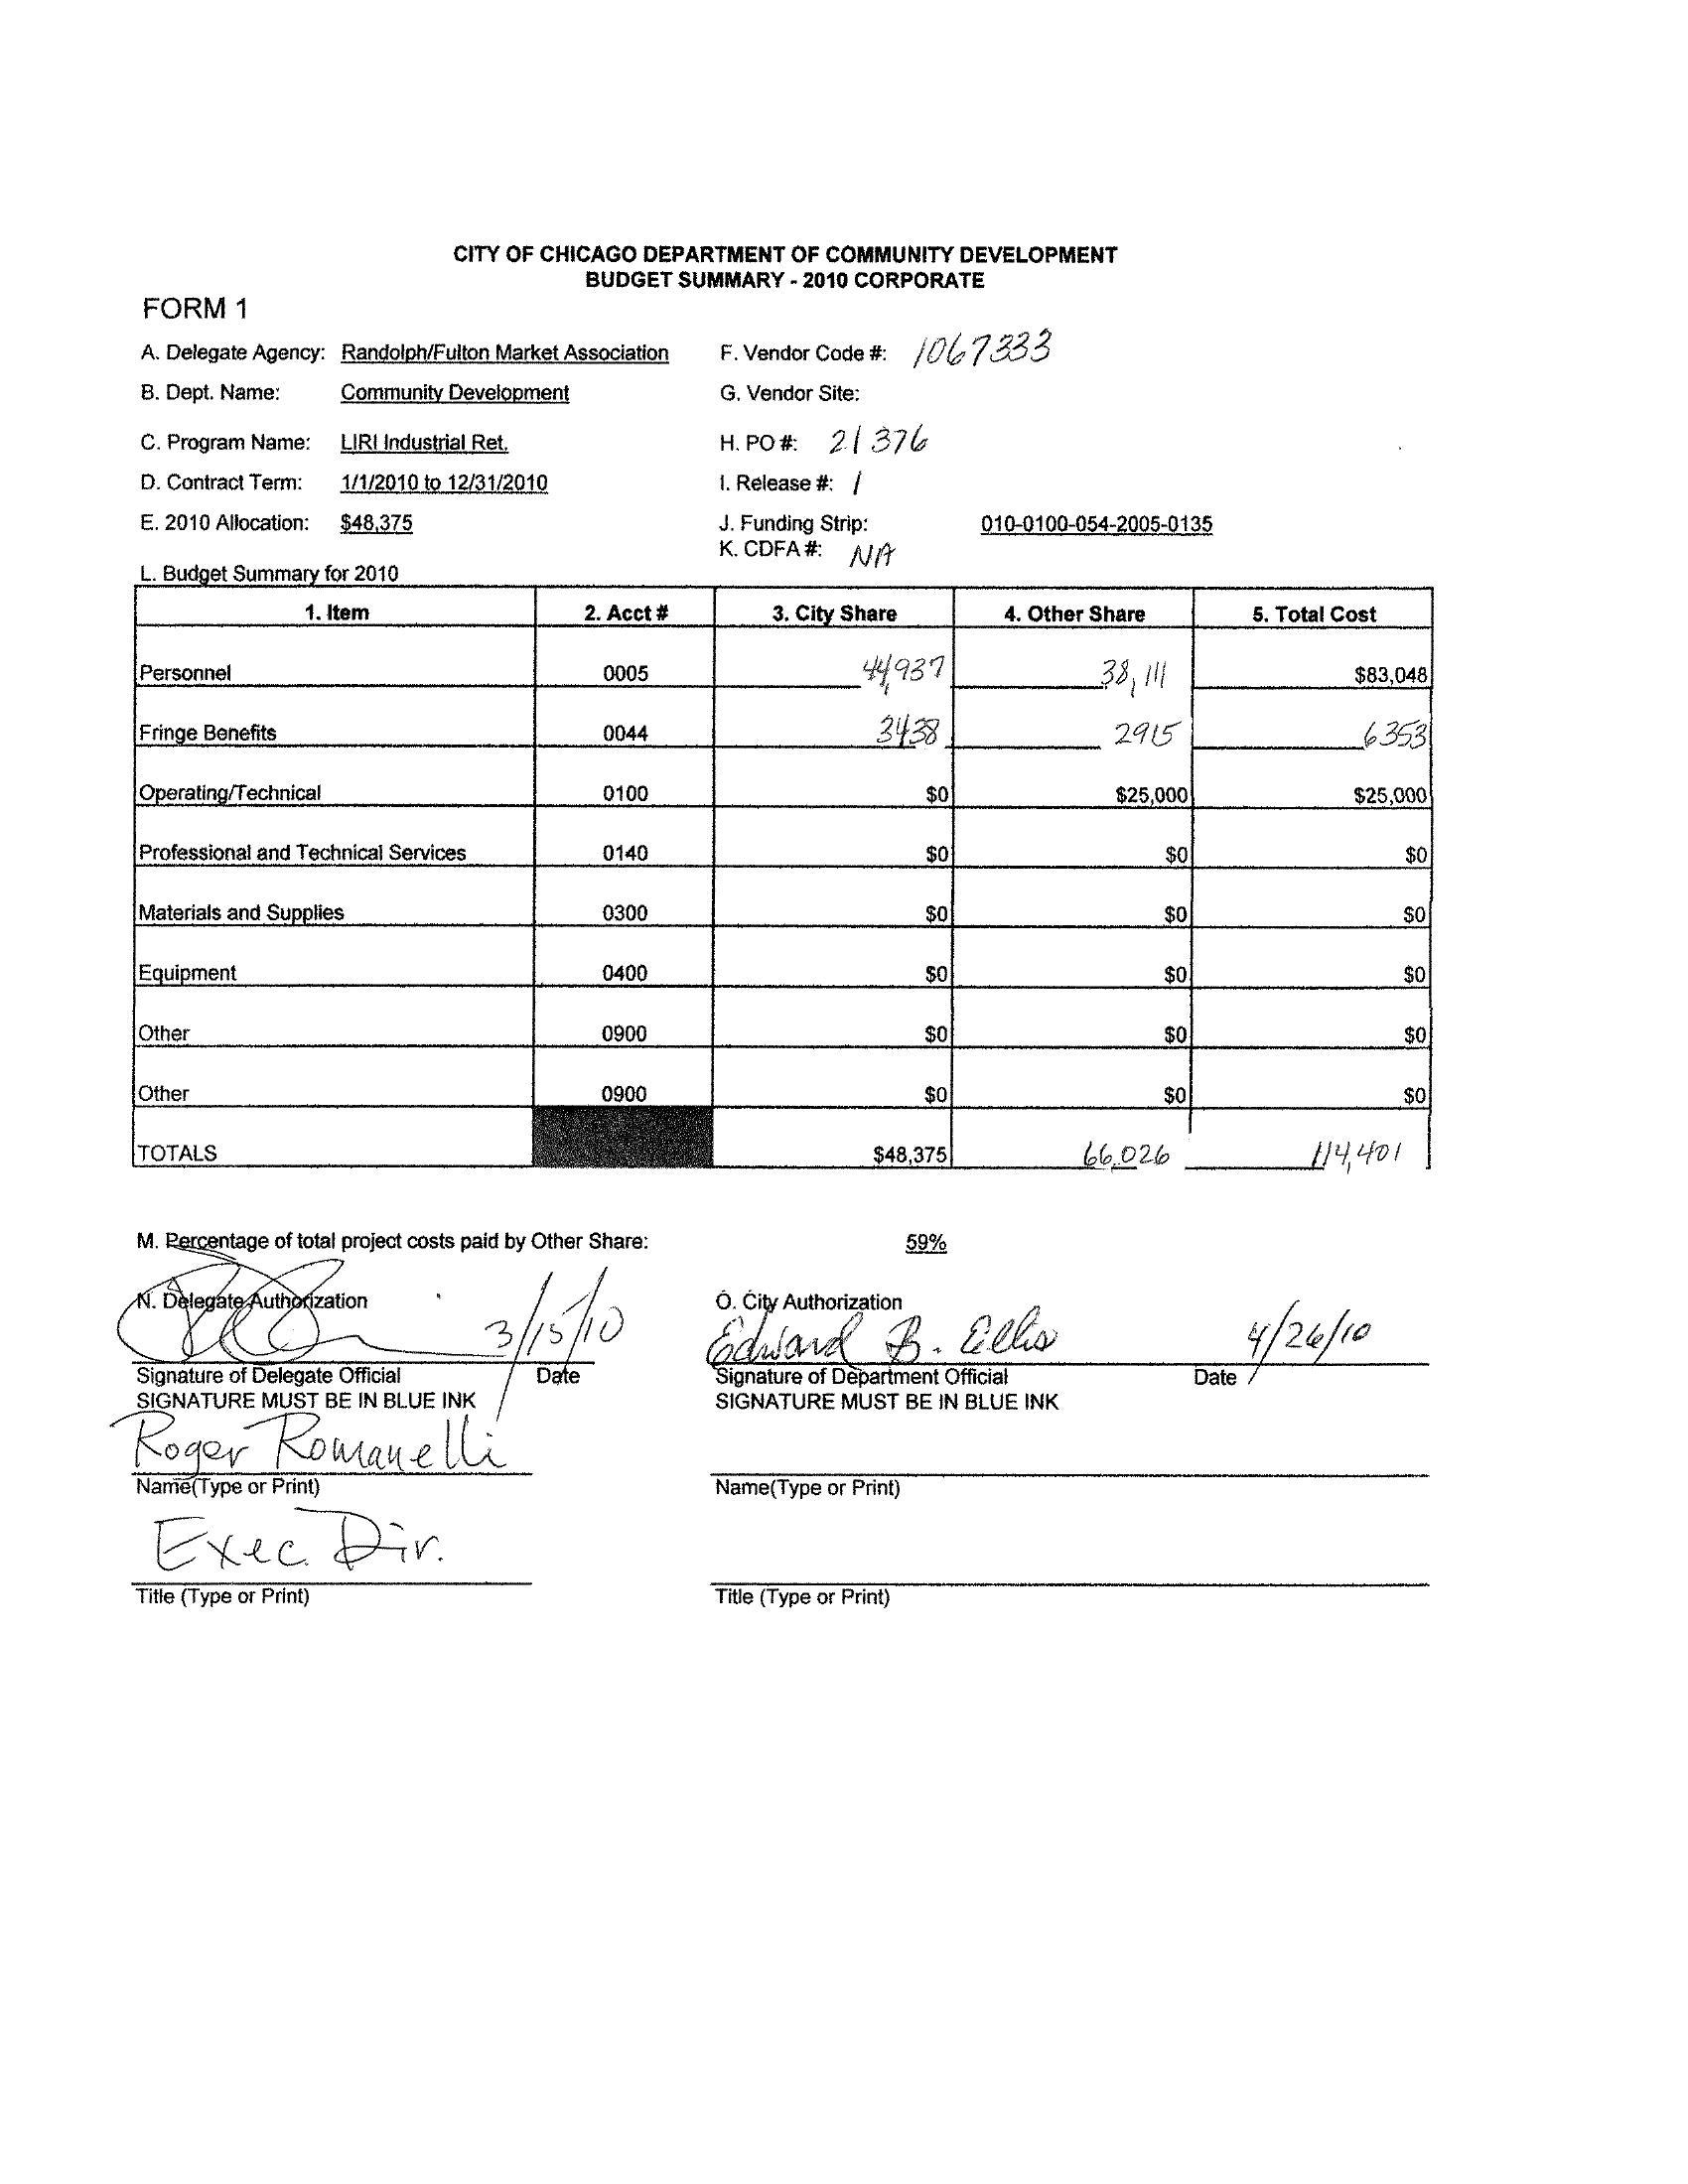 CITY OF CHICAGO DEPARTMENT OF COMMUNITY DEVELOPMENT
BUDGET SUMMARY - 2010 CORPORATE
FORM 1
A. Delegate Agency: Randolph/Fulton Market Association F. Vendor Code #: 1067333
B. Dept. Name: Community Development G. Vendor Site:
C. Program Name: LIRI Industrial Ret. H. PO #: 21376
D. Contract Term: 1/1/2010 to 12/31/2010 I. Release #: 1
E. 2010 Allocation: $48,375 J. Funding Strip: 010-0100-054-2005-0135
K. CDFA #: NA
L. Budget Summary for 2010
1. Item 2. Acct # 3. City Share 4. Other Share 5. Total Cost
Personnel 0005 44,937 38,111 $83,048
Fringe Benefits 0044 3438 2915 6353
Operating/Technical 0100 $0 $25,000 $25,000
Professional and Technical Services 0140 $0 $0 $0
Materials and Supplies 0300 $0 $0 $0
Equipment 0400 $0 $0 $0
Other 0900 $0 $0 $0
Other 0900 $0 $0 $0
TOTALS $48,375 66,026 114,401
M. Percentage of total project costs paid by Other Share: 59%
N. Delegate Authorization O. City Authorization
3/15/10 Edward B. Ellis 4/26/10
Signature of Delegate Official Date Signature of Department Official Date
SIGNATURE MUST BE IN BLUE INK SIGNATURE MUST BE IN BLUE INK
Roger Romanelli
Name(Type or Print) Name(Type or Print)
Exec. Dir.
Title (Type or Print) Title (Type or Print)